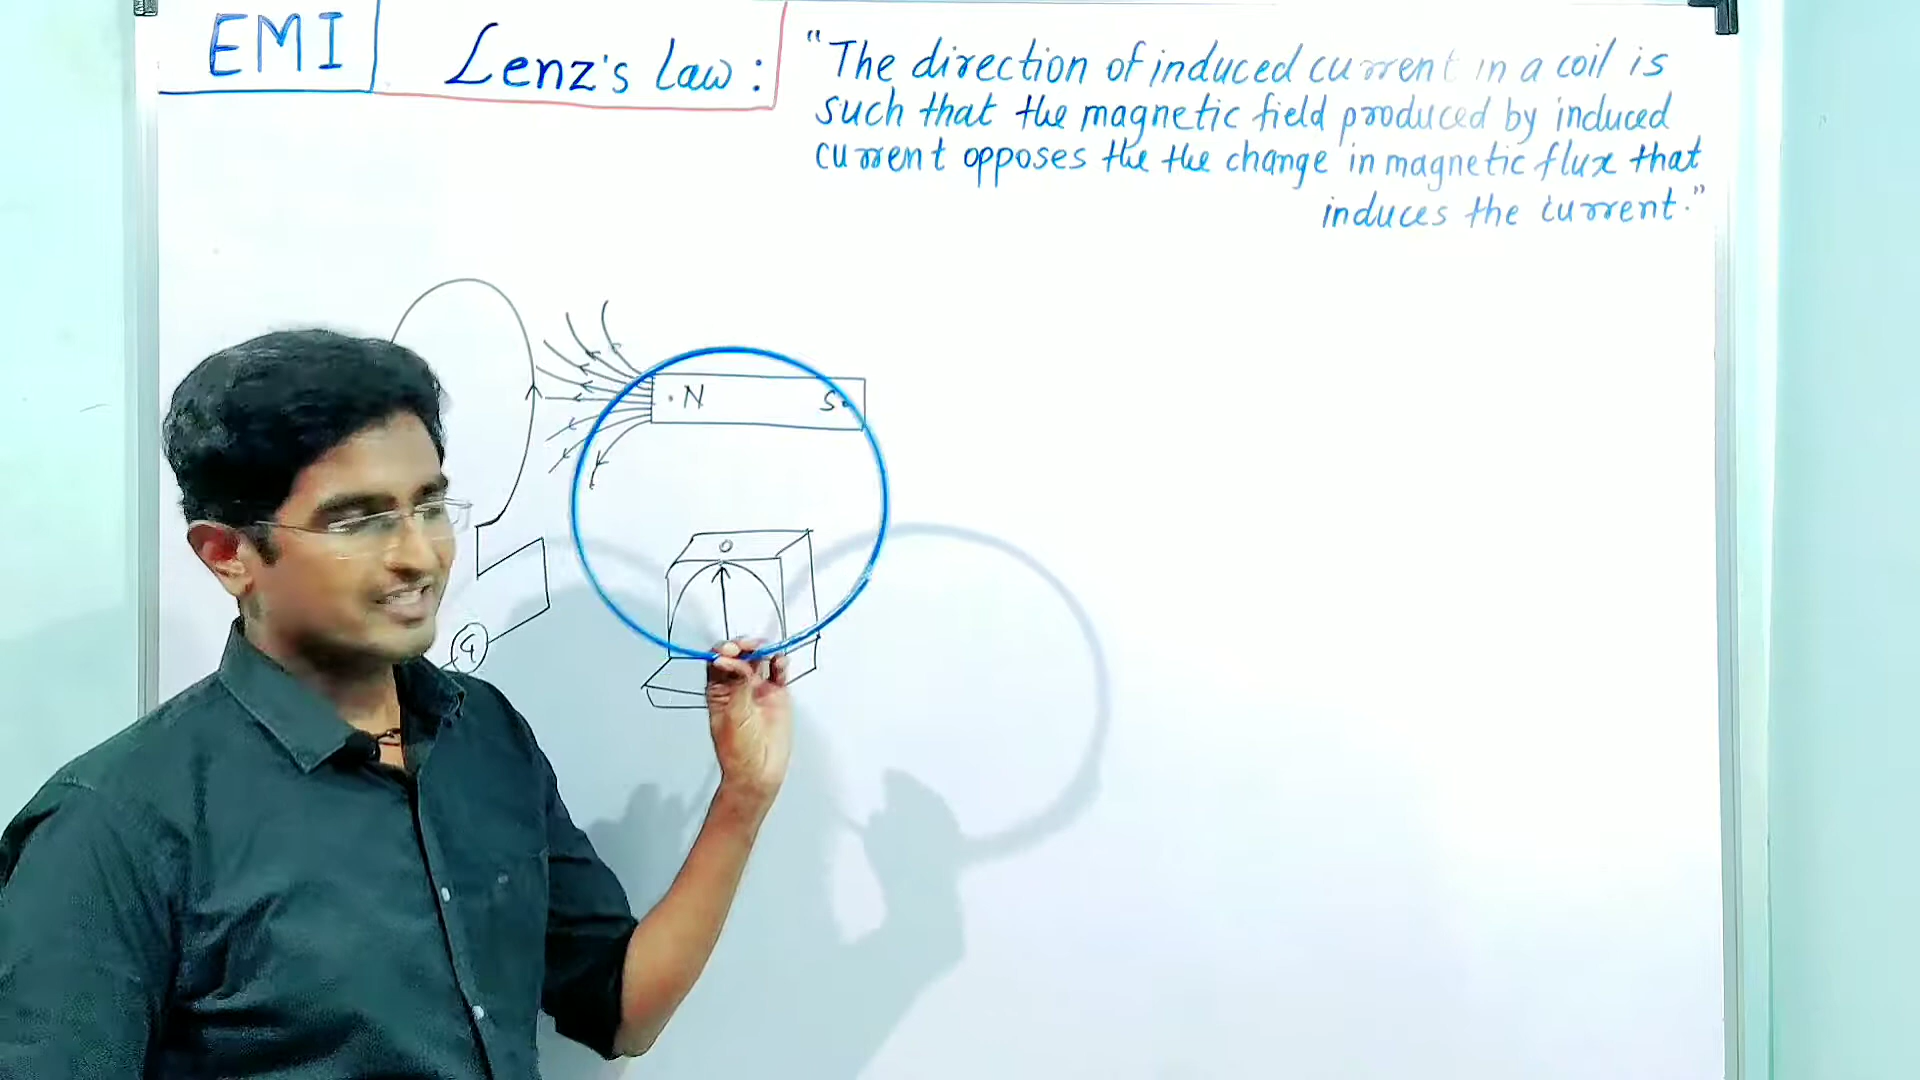 EMI Lenz's Law : "The direction of induced current in a coil is
such that the magnetic field produced by induced
current opposes the the change in magnetic flux that
induces the current."
N S
0
G